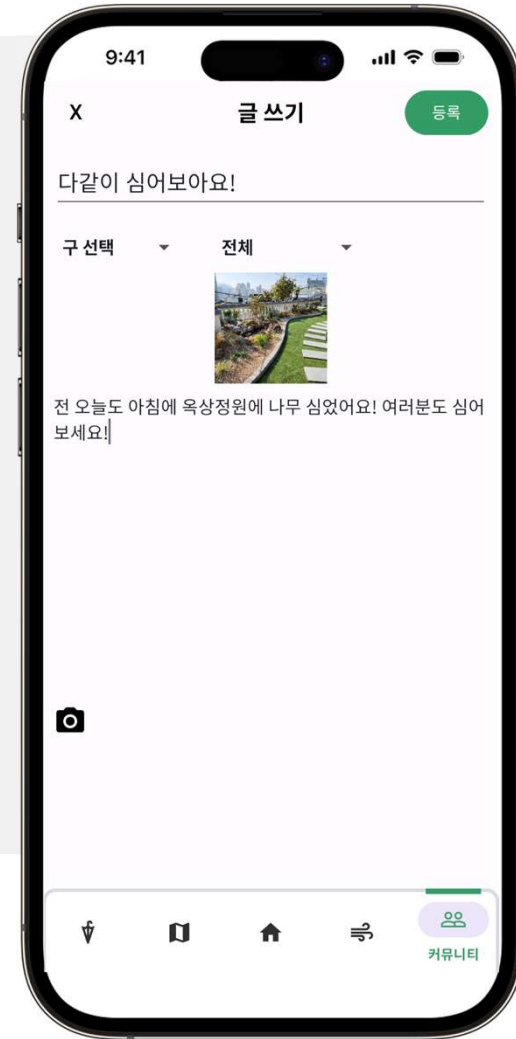 9:41
X
글 쓰기
등록
다같이 심어보아요!
구 선택
전체
전 오늘도 아침에 옥상정원에 나무 심었어요! 여러분도 심어
보세요!
커뮤니티